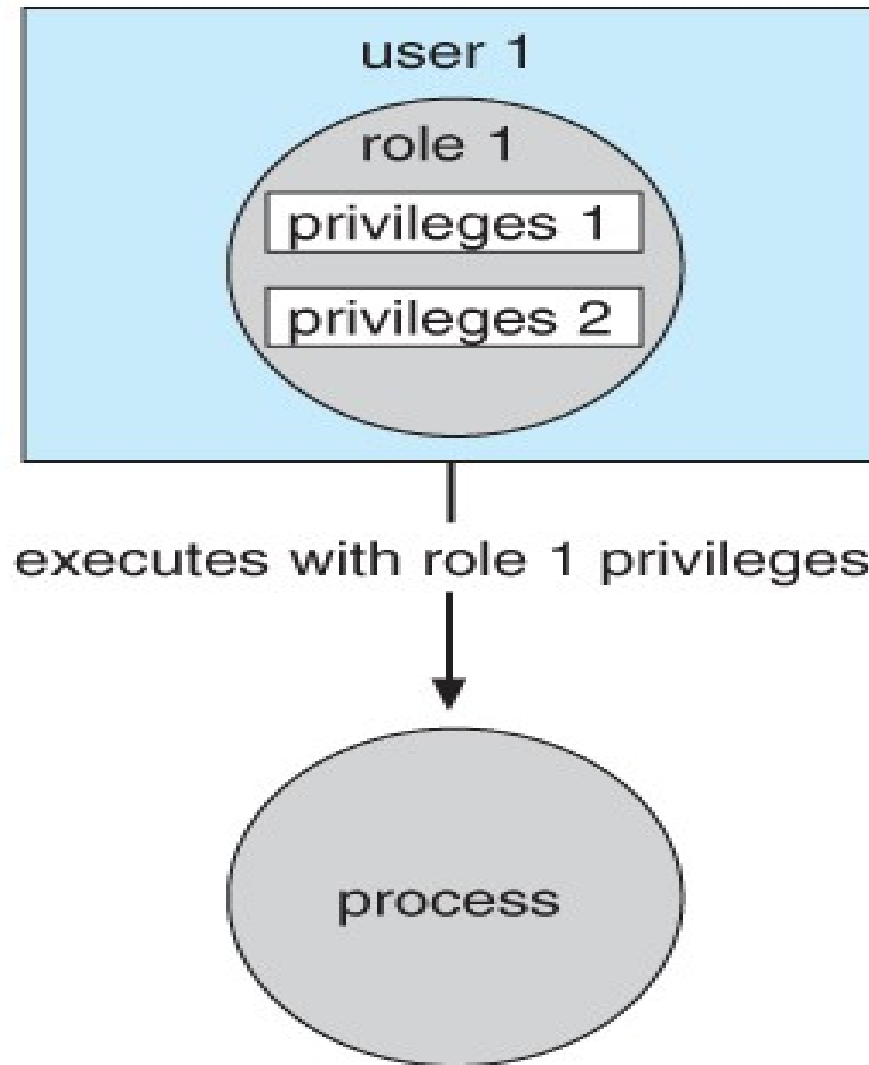 user 1
role 1
privileges 1
privileges 2
executes with role 1 privileges
process